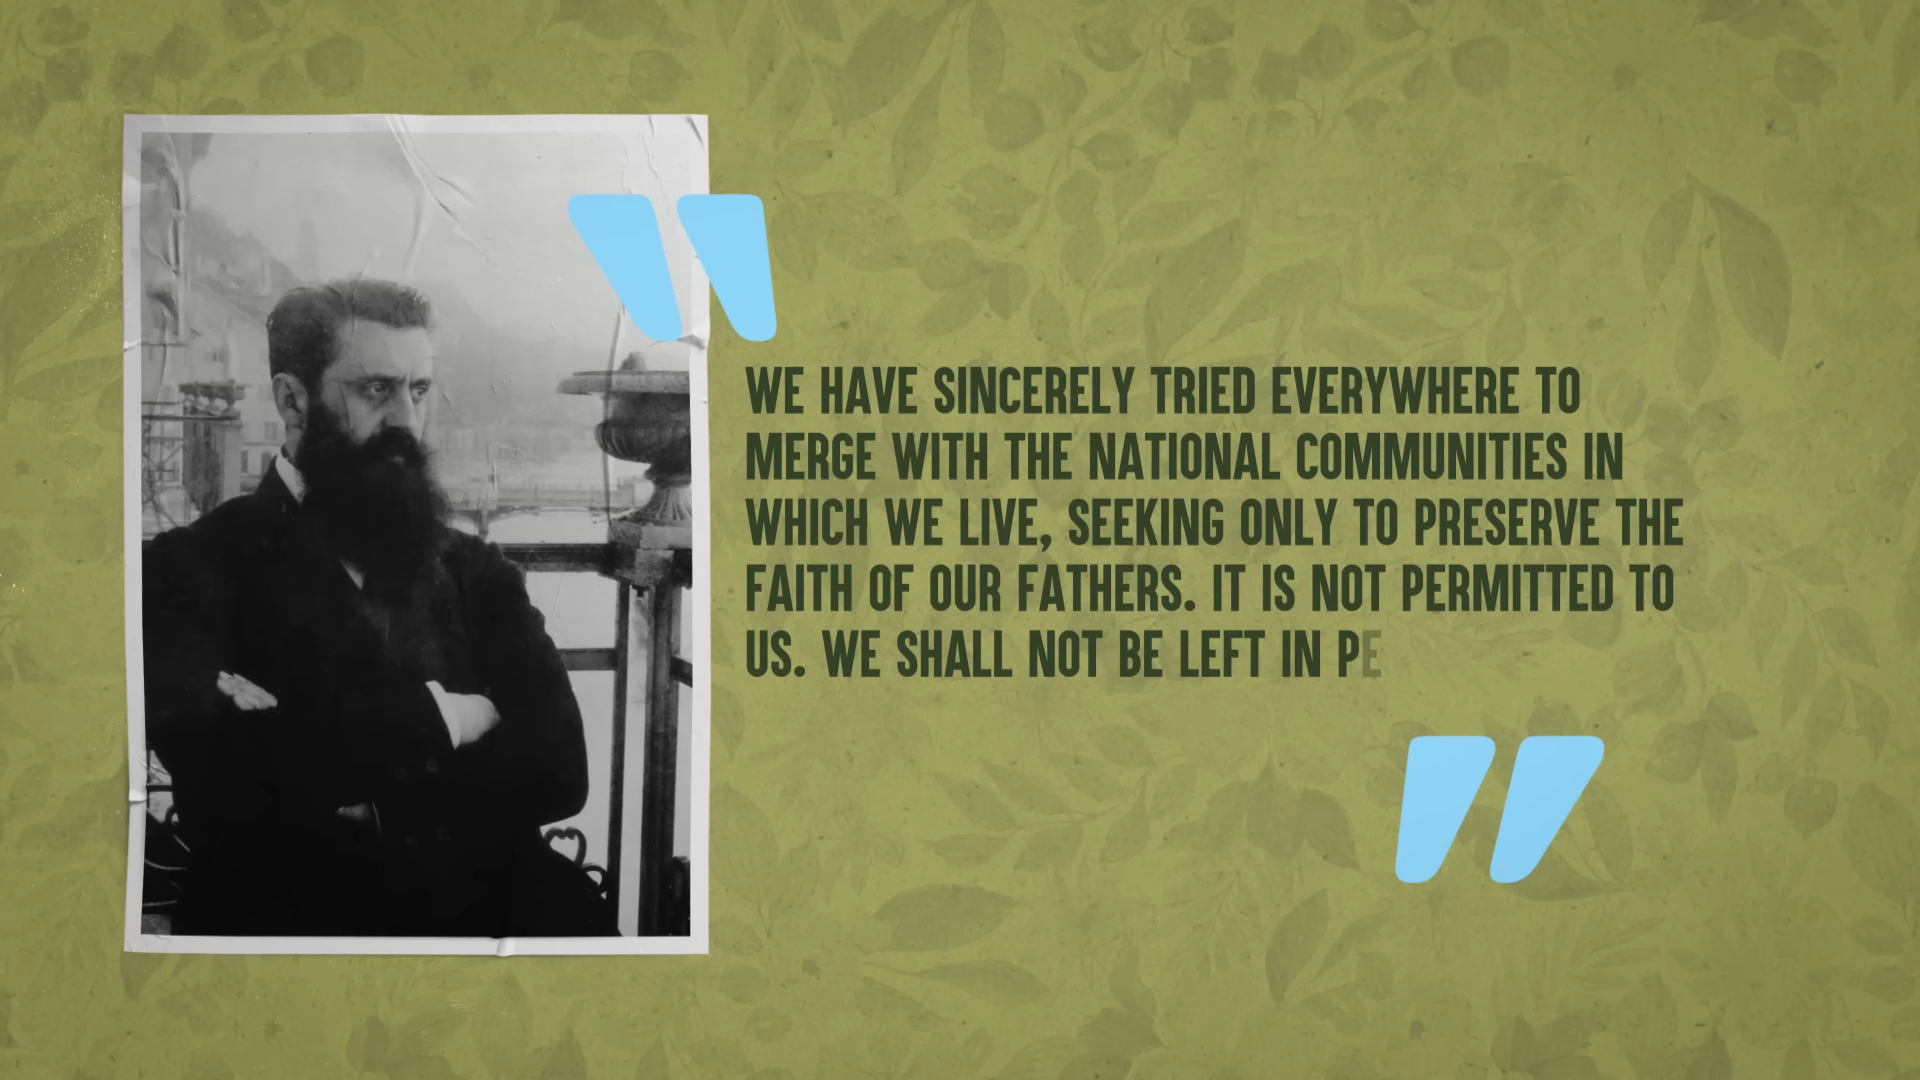 WE HAVE SINCERELY TRIED EVERYWHERE TO
MERGE WITH THE NATIONAL COMMUNITIES IN
WHICH WE LIVE, SEEKING ONLY TO PRESERVE THE
FAITH OF OUR FATHERS. IT IS NOT PERMITTED TO
US. WE SHALL NOT BE LEFT IN PE